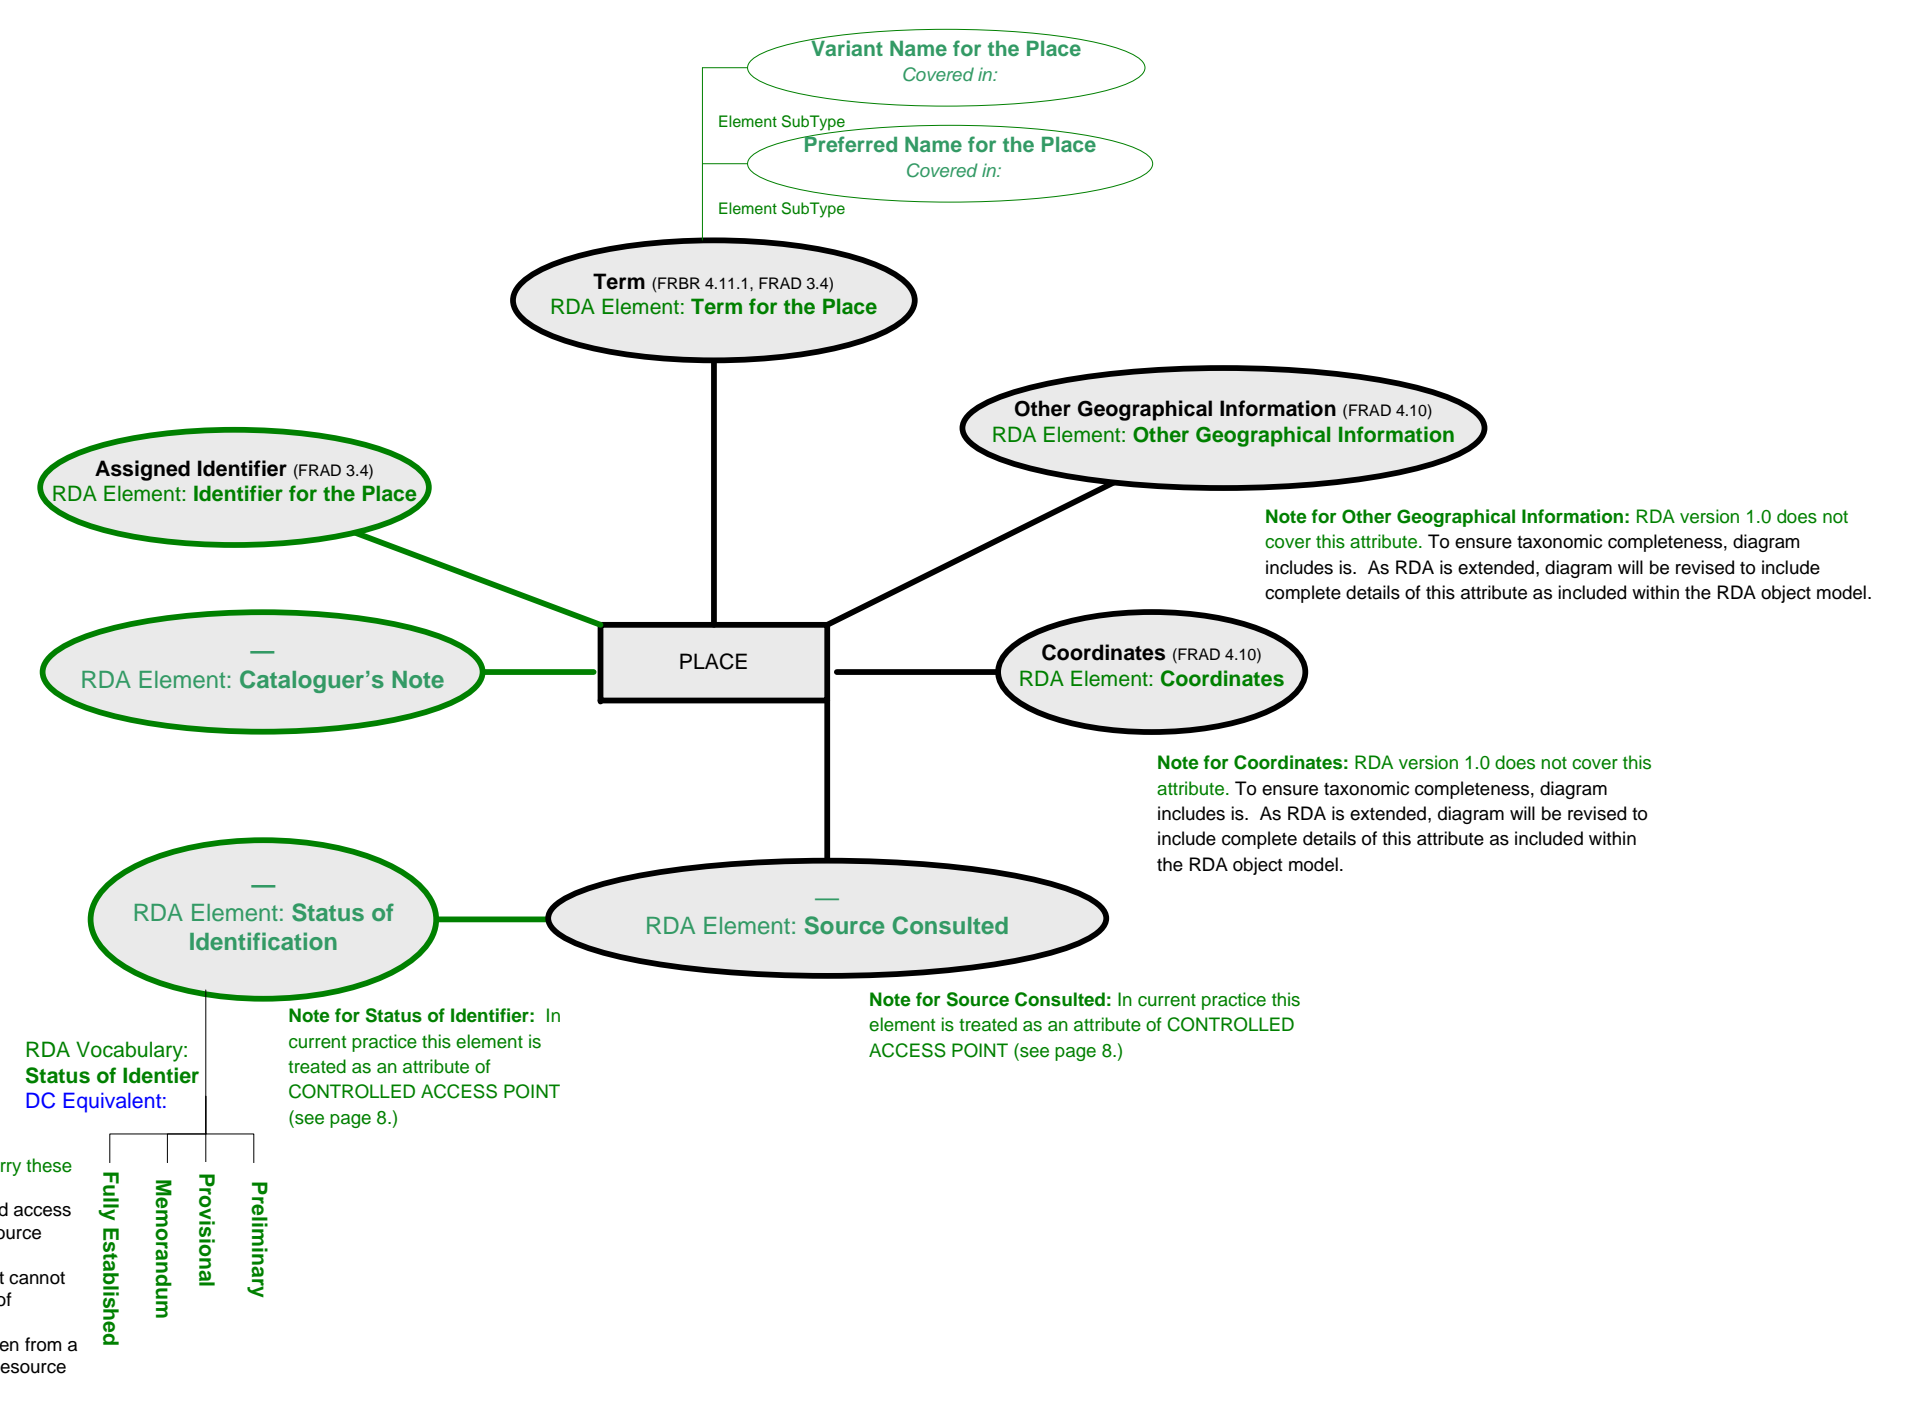 Variant Name for the Place
Covered in:
Element SubType
Preferred Name for the Place
Covered in:
Element SubType
Term (FRBR 4.11.1, FRAD 3.4)
RDA Element: Term for the Place
Other Geographical Information (FRAD 4.10)
RDA Element: Other Geographical Information
Assigned Identifier (FRAD 3.4)
RDA Element: Identifier for the Place
Note for Other Geographical Information: RDA version 1.0 does not
cover this attribute. To ensure taxonomic completeness, diagram
includes is.  As RDA is extended, diagram will be revised to include
complete details of this attribute as included within the RDA object model.
—
RDA Element: Cataloguer’s Note
PLACE
Coordinates (FRAD 4.10)
RDA Element: Coordinates
Note for Coordinates: RDA version 1.0 does not cover this
attribute. To ensure taxonomic completeness, diagram
includes is.  As RDA is extended, diagram will be revised to
include complete details of this attribute as included within
the RDA object model.
—
RDA Element: Status of
Identification
—
RDA Element: Source Consulted
Note for Source Consulted: In current practice this
element is treated as an attribute of CONTROLLED
ACCESS POINT (see page 8.)
Note for Status of Identifier:  In
current practice this element is
treated as an attribute of
CONTROLLED ACCESS POINT
(see page 8.)
RDA Vocabulary:
Status of Identier
DC Equivalent:
Fully Established
Memorandum
Provisional
Preliminary
rry these
d access
ource
t cannot
of
en from a
esource